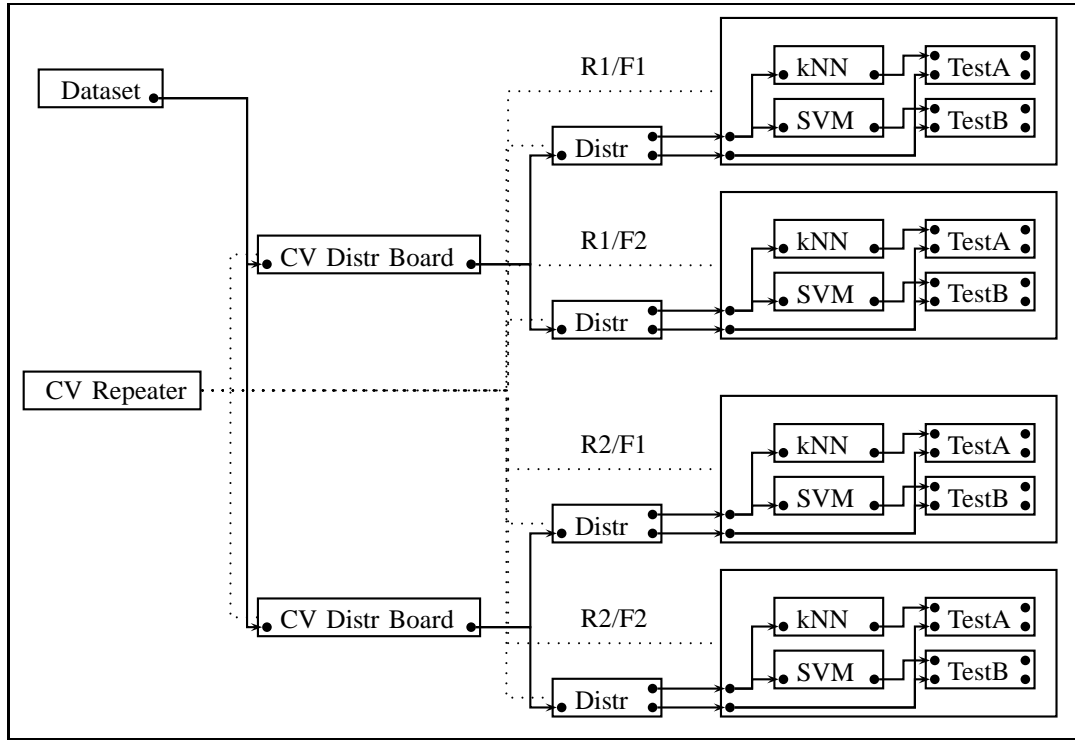 R1/F1
kNN
TestA
Dataset
SVM
TestB
Distr
R1/F2
kNN
TestA
CV Distr Board
SVM
TestB
Distr
CV Repeater
R2/F1
kNN
TestA
SVM
TestB
Distr
R2/F2
kNN
TestA
CV Distr Board
SVM
TestB
Distr